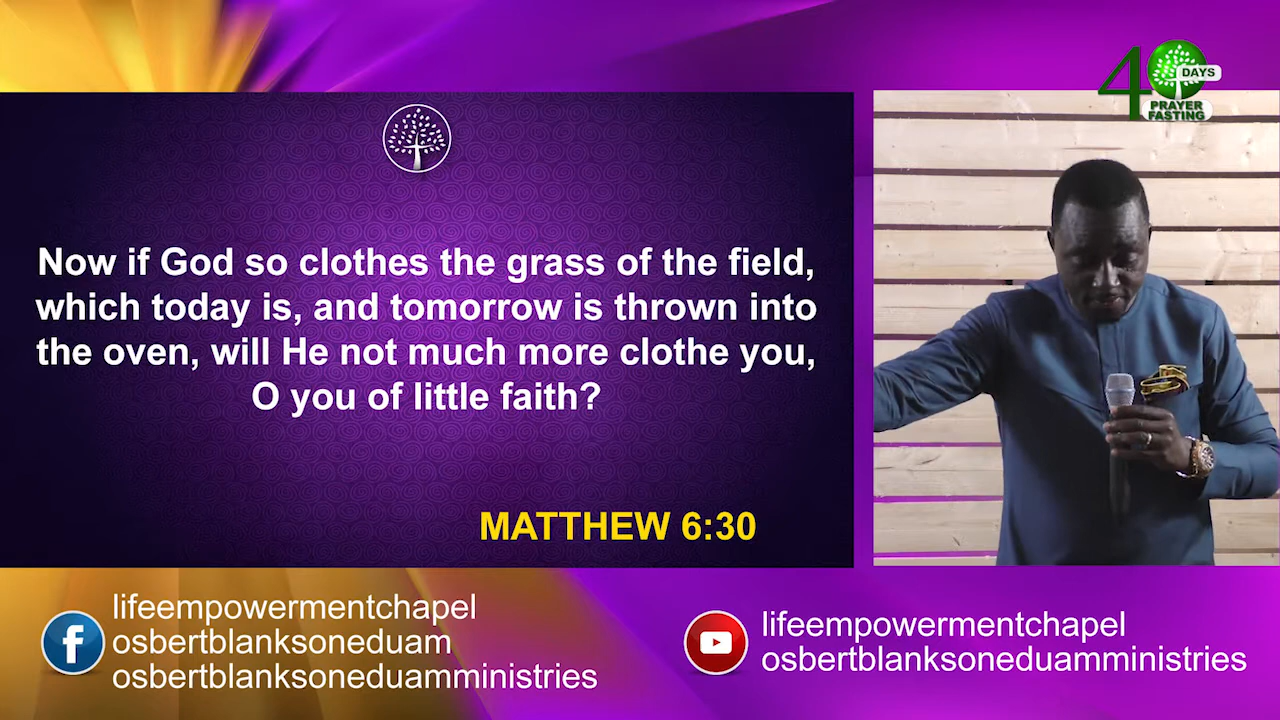 40 DAYS
PRAYER
FASTING
Now if God so clothes the grass of the field,
which today is, and tomorrow is thrown into
the oven, will He not much more clothe you,
O you of little faith?
MATTHEW 6:30
lifeempowermentchapel
osbertblanksoneduam
osbertblanksoneduamministries
lifeempowermentchapel
osbertblanksoneduamministries